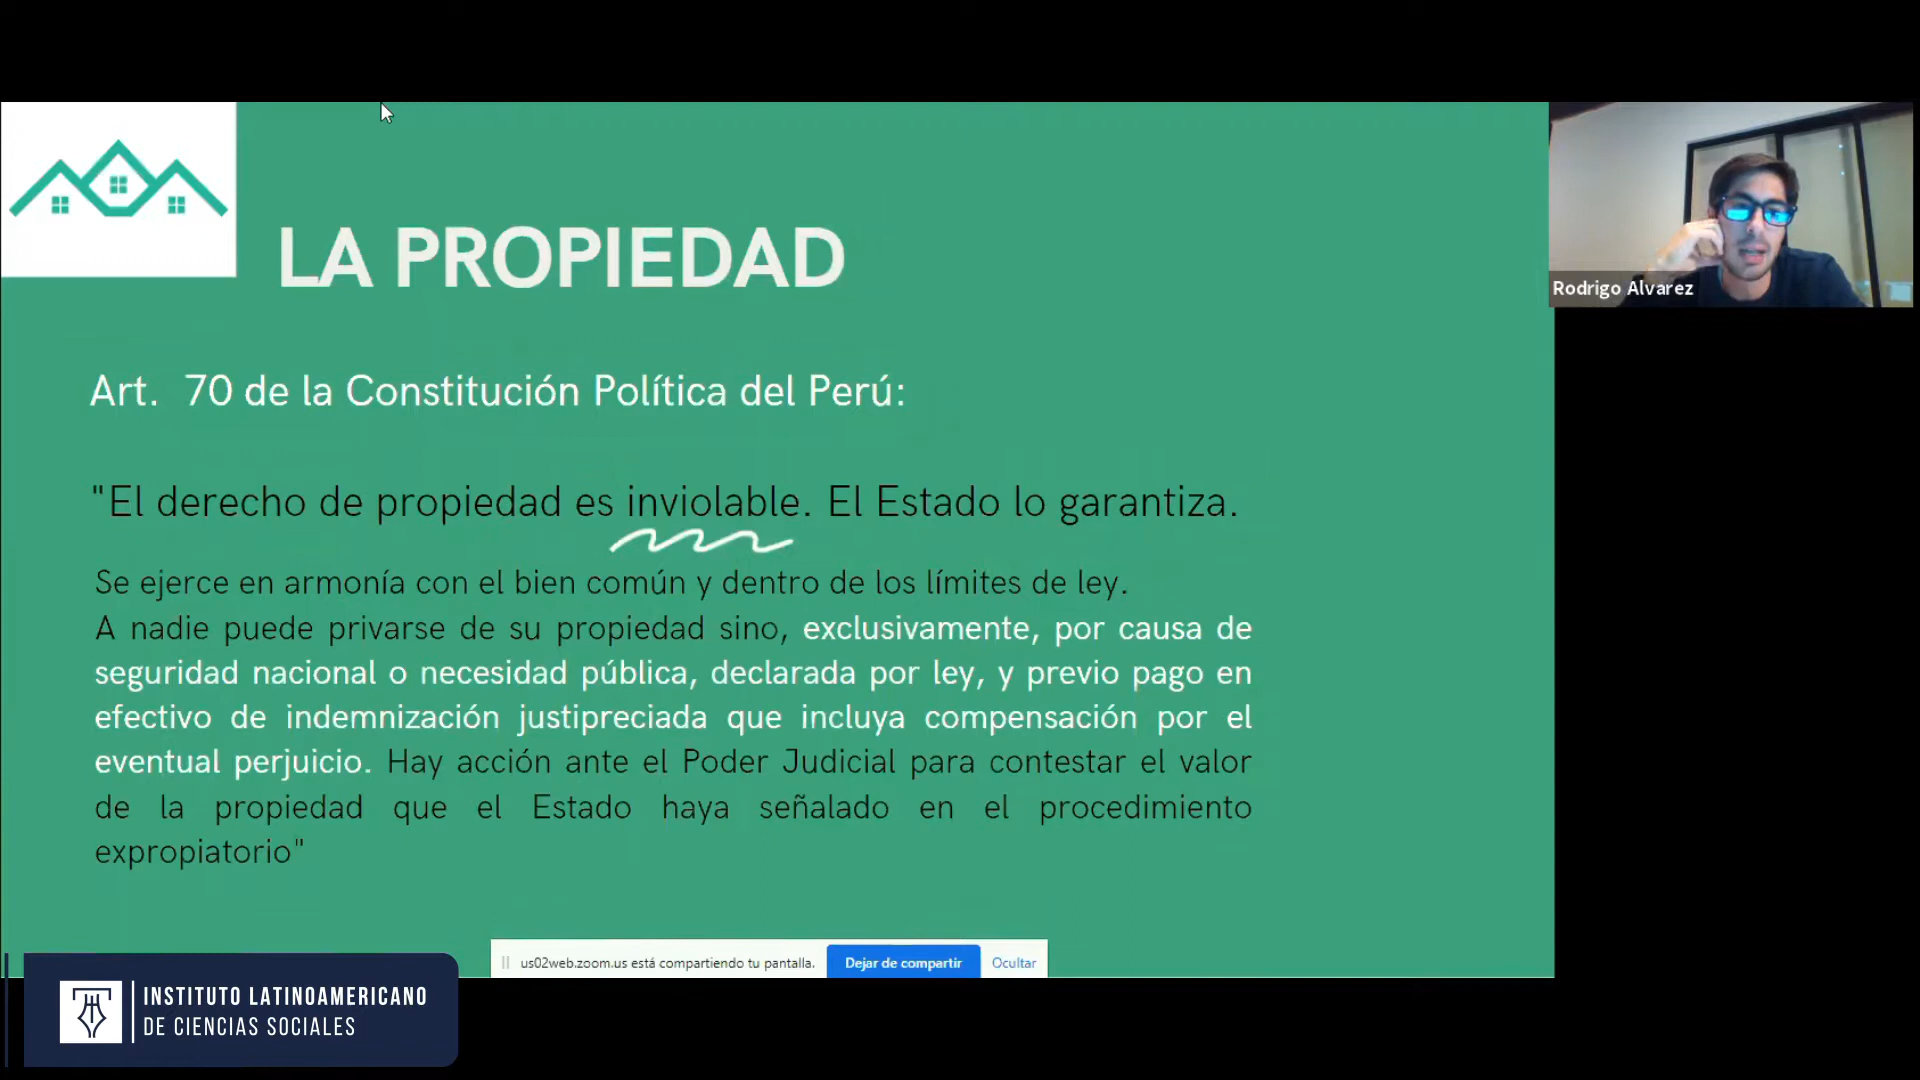 LA PROPIEDAD
Rodrigo Alvarez
Art. 70 de la Constitución Política del Perú:
"El derecho de propiedad es inviolable. El Estado lo garantiza.
Se ejerce en armonía con el bien común y dentro de los límites de ley.
A nadie puede privarse de su propiedad sino, exclusivamente, por causa de
seguridad nacional o necesidad pública, declarada por ley, y previo pago en
efectivo de indemnización justipreciada que incluya compensación por el
eventual perjuicio. Hay acción ante el Poder Judicial para contestar el valor
de la propiedad que el Estado haya señalado en el procedimiento
expropiatorio"
us02web.zoom.us está compartiendo tu pantalla. Dejar de compartir Ocultar
INSTITUTO LATINOAMERICANO
DE CIENCIAS SOCIALES